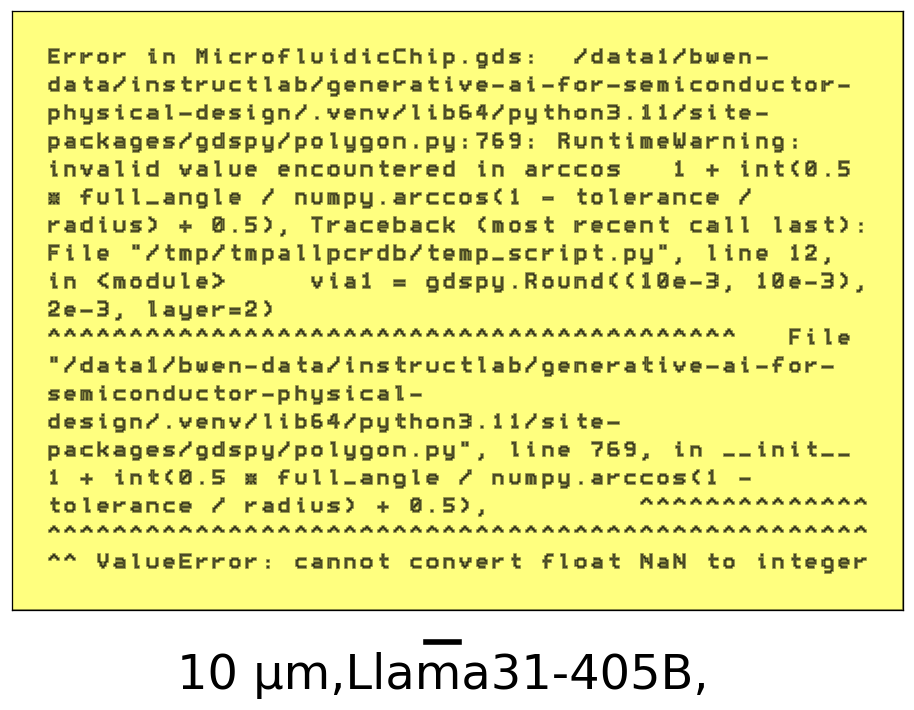 Error in MicrofluidicChip.gds:  /data1/bwen-
data/instructlab/generative-ai-for-semiconductor-
physical-design/.venv/lib64/python3.11/site-
packages/gdspy/polygon.py:769: RuntimeWarning:
invalid value encountered in arccos   1 + int(0.5
* full_angle / numpy.arccos(1 - tolerance /
radius) + 0.5), Traceback (most recent call last):
File "/tmp/tmpallpcrdb/temp_script.py", line 12,
in <module>     via1 = gdspy.Round((10e-3, 10e-3),
2e-3, layer=2)
^^^^^^^^^^^^^^^^^^^^^^^^^^^^^^^^^^^^^^^^^^   File
"/data1/bwen-data/instructlab/generative-ai-for-
semiconductor-physical-
design/.venv/lib64/python3.11/site-
packages/gdspy/polygon.py", line 769, in __init__
1 + int(0.5 * full_angle / numpy.arccos(1 -
tolerance / radius) + 0.5),         ^^^^^^^^^^^^^^
^^^^^^^^^^^^^^^^^^^^^^^^^^^^^^^^^^^^^^^^^^^^^^^^^^
^^ ValueError: cannot convert float NaN to integer
10 μm,Llama31-405B,